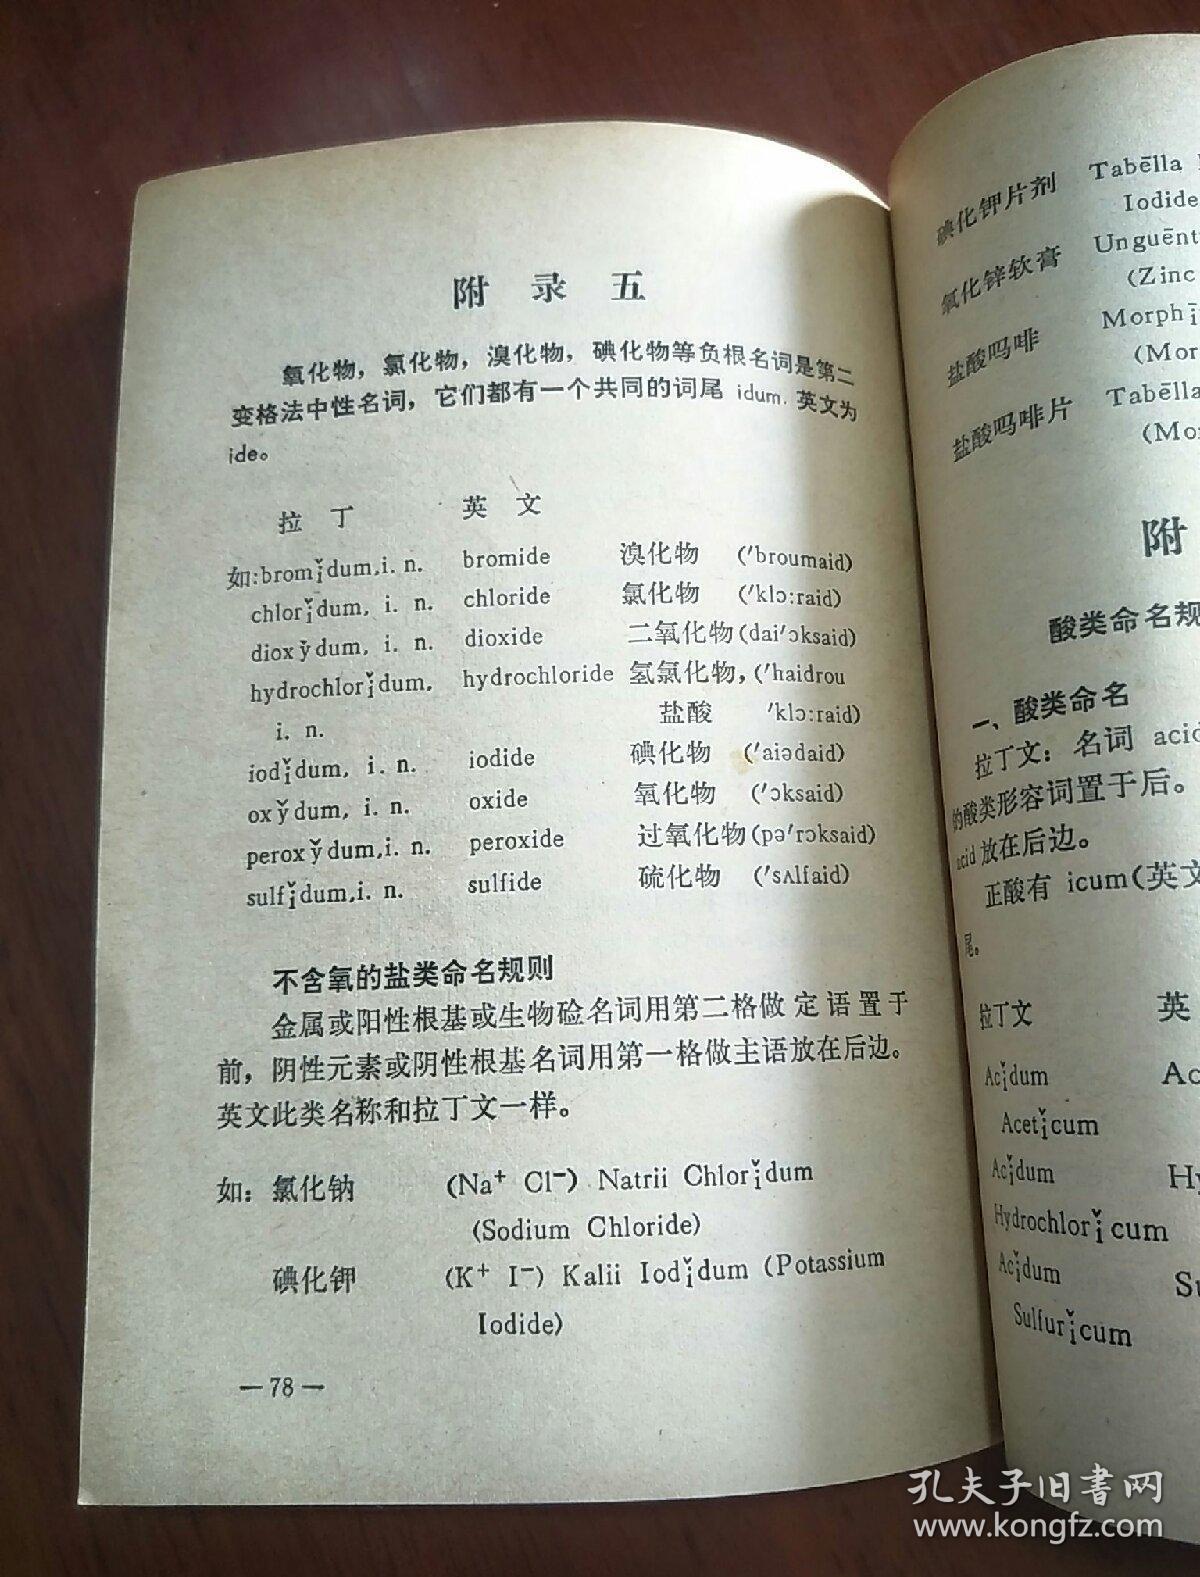 附 录 五
氧化物，氯化物，溴化物，碘化物等负根名词是第二
变格法中性名词，它们都有一个共同的词尾 idum. 英文为
ide。
拉 丁 英 文
如:bromĭdum,i. n. bromide 溴化物 (′broumaid)
chlorĭdum, i. n. chloride 氯化物 (′klɔ:raid)
dioxy̆dum, i. n. dioxide 二氧化物(dai′ɔksaid)
hydrochlorĭdum, hydrochloride 氢氯化物, (′haidrou
i. n. 盐酸 ′klɔ:raid)
iodĭdum, i. n. iodide 碘化物 (′aiədaid)
oxy̆dum, i. n. oxide 氧化物 (′ɔksaid)
peroxy̆dum,i. n. peroxide 过氧化物(pə′rɔksaid)
sulfĭdum,i. n. sulfide 硫化物 (′sʌlfaid)
不含氧的盐类命名规则
金属或阳性根基或生物硷名词用第二格做定语置于
前，阴性元素或阴性根基名词用第一格做主语放在后边。
英文此类名称和拉丁文一样。
如: 氯化钠 (Na⁺ Cl⁻) Natrii Chlorĭdum
(Sodium Chloride)
碘化钾 (K⁺ I⁻) Kalii Iodĭdum (Potassium
Iodide)
— 78 —
碘化钾片剂 Tabēlla
Iodide
氧化锌软膏 Unguēnt
(Zinc
盐酸吗啡 Morphī
(Mor
盐酸吗啡片 Tabēlla
(Mo
附
酸类命名规
一、酸类命名
拉丁文：名词 acid
的酸类形容词置于后。
acid 放在后边。
正酸有 icum(英文
尾。
拉丁文 英
Acĭdum Ac
Acetĭcum
Acĭdum Hy
Hydrochlorĭcum
Acĭdum Su
Sulfurĭcum
孔夫子旧书网
www.kongfz.com